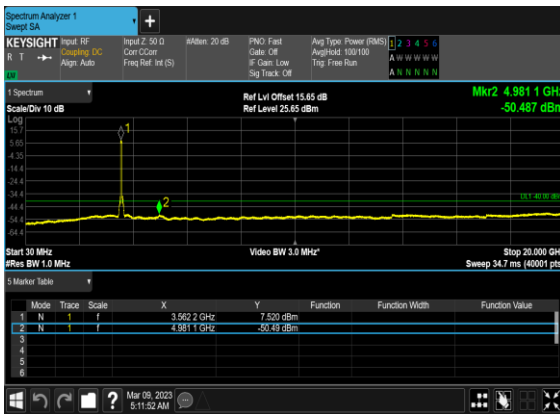 Spectrum Analyzer 1
Swept SA
+
KEYSIGHT Input: RF Input Z: 50 Ω #Atten: 20 dB PNO: Fast Avg Type: Power (RMS) 1 2 3 4 5 6
R T Coupling: DC Corr CCorr Gate: Off Avg|Hold: 100/100 A W W W W W
Align: Auto Freq Ref: Int (S) IF Gain: Low Trig: Free Run
LV Sig Track: Off A N N N N N
1 Spectrum Ref Lvl Offset 15.65 dB Mkr2 4.981 1 GHz
Scale/Div 10 dB Ref Level 25.65 dBm -50.487 dBm
Log
15.7
1
5.65
-4.35
-14.4
-24.4
-34.4
DL1 -40.00 dBm
-44.4
2
-54.4
-64.4
Start 30 MHz Video BW 3.0 MHz* Stop 20.000 GHz
#Res BW 1.0 MHz Sweep 34.7 ms (40001 pts)
5 Marker Table
Mode Trace Scale X Y Function Function Width Function Value
1 N 1 f 3.562 2 GHz 7.520 dBm
2 N 1 f 4.981 1 GHz -50.49 dBm
3
4
5
6
? Mar 09, 2023
5:11:52 AM